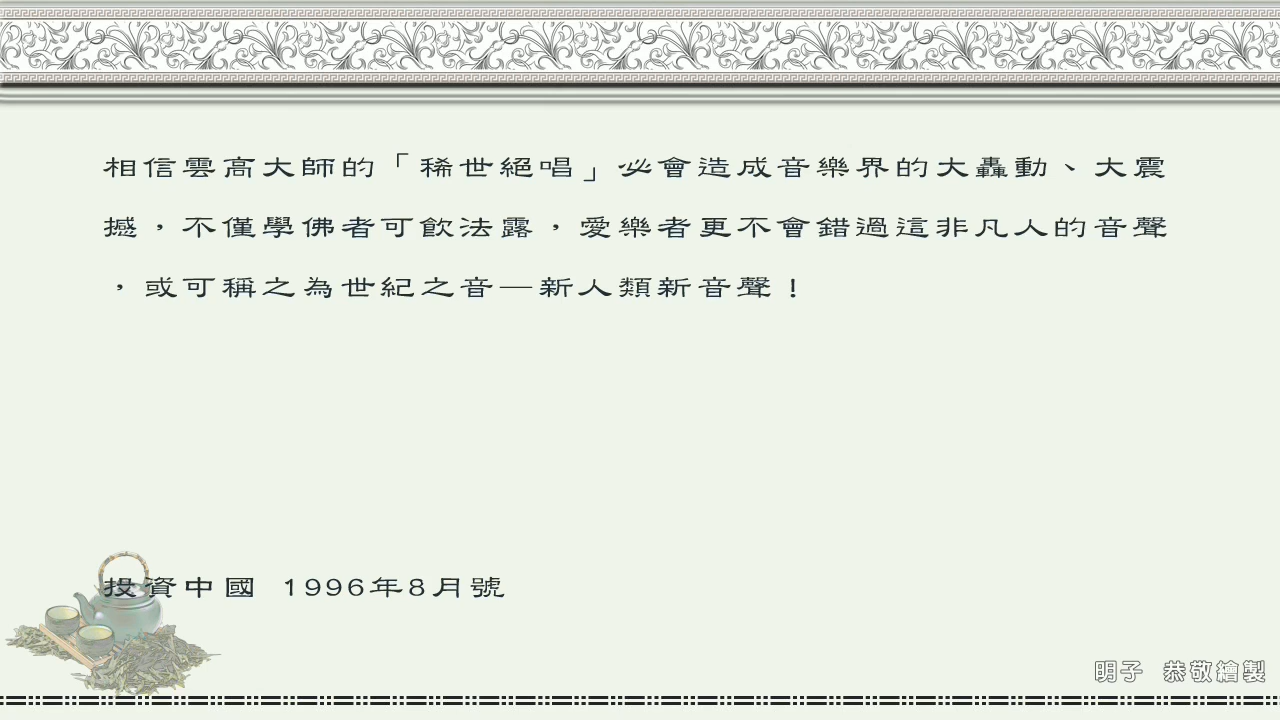 相信雲高大師的「稀世絕唱」必會造成音樂界的大轟動、大震
撼，不僅學佛者可飲法露，愛樂者更不會錯過這非凡人的音聲
，或可稱之為世紀之音—新人類新音聲！
投資中國 1996年8月號
明子 恭敬繪製